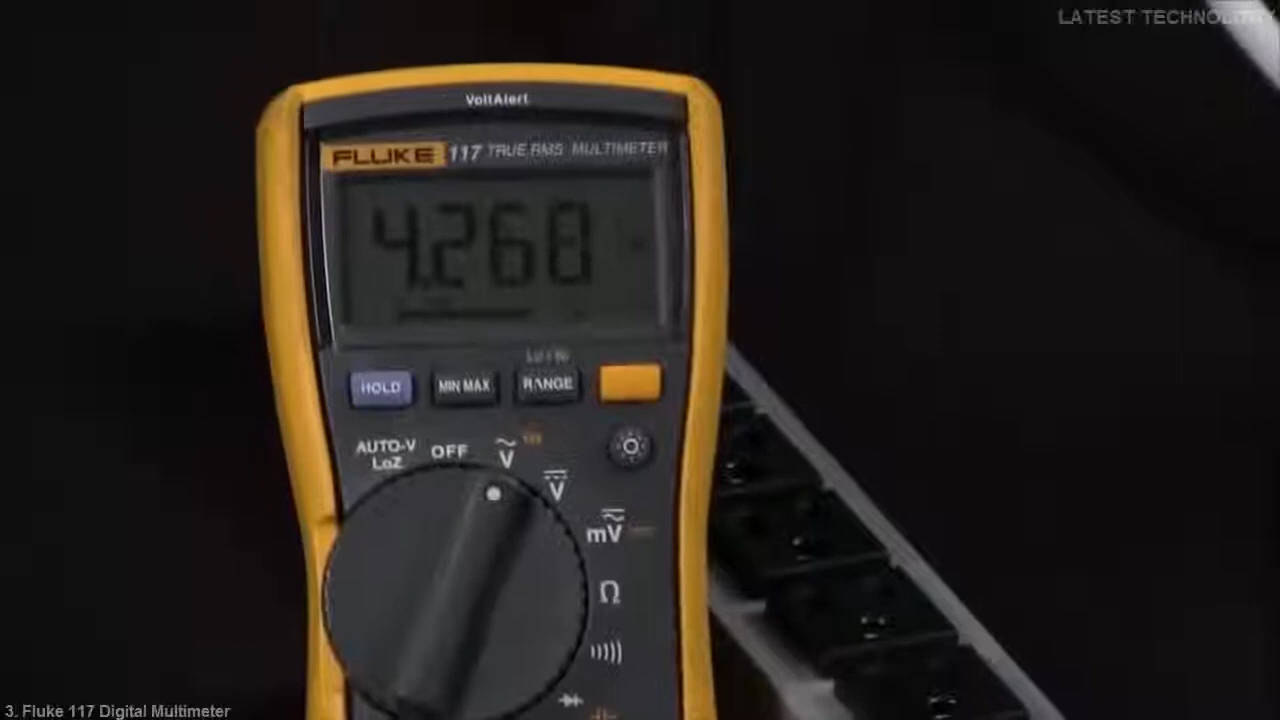 LATEST TECHNOLOGY
VoltAlert
FLUKE 117 TRUE RMS MULTIMETER
4.268
HOLD
MIN MAX
RANGE
AUTO-V
LoZ
OFF
V
V
mV
Ω
3. Fluke 117 Digital Multimeter